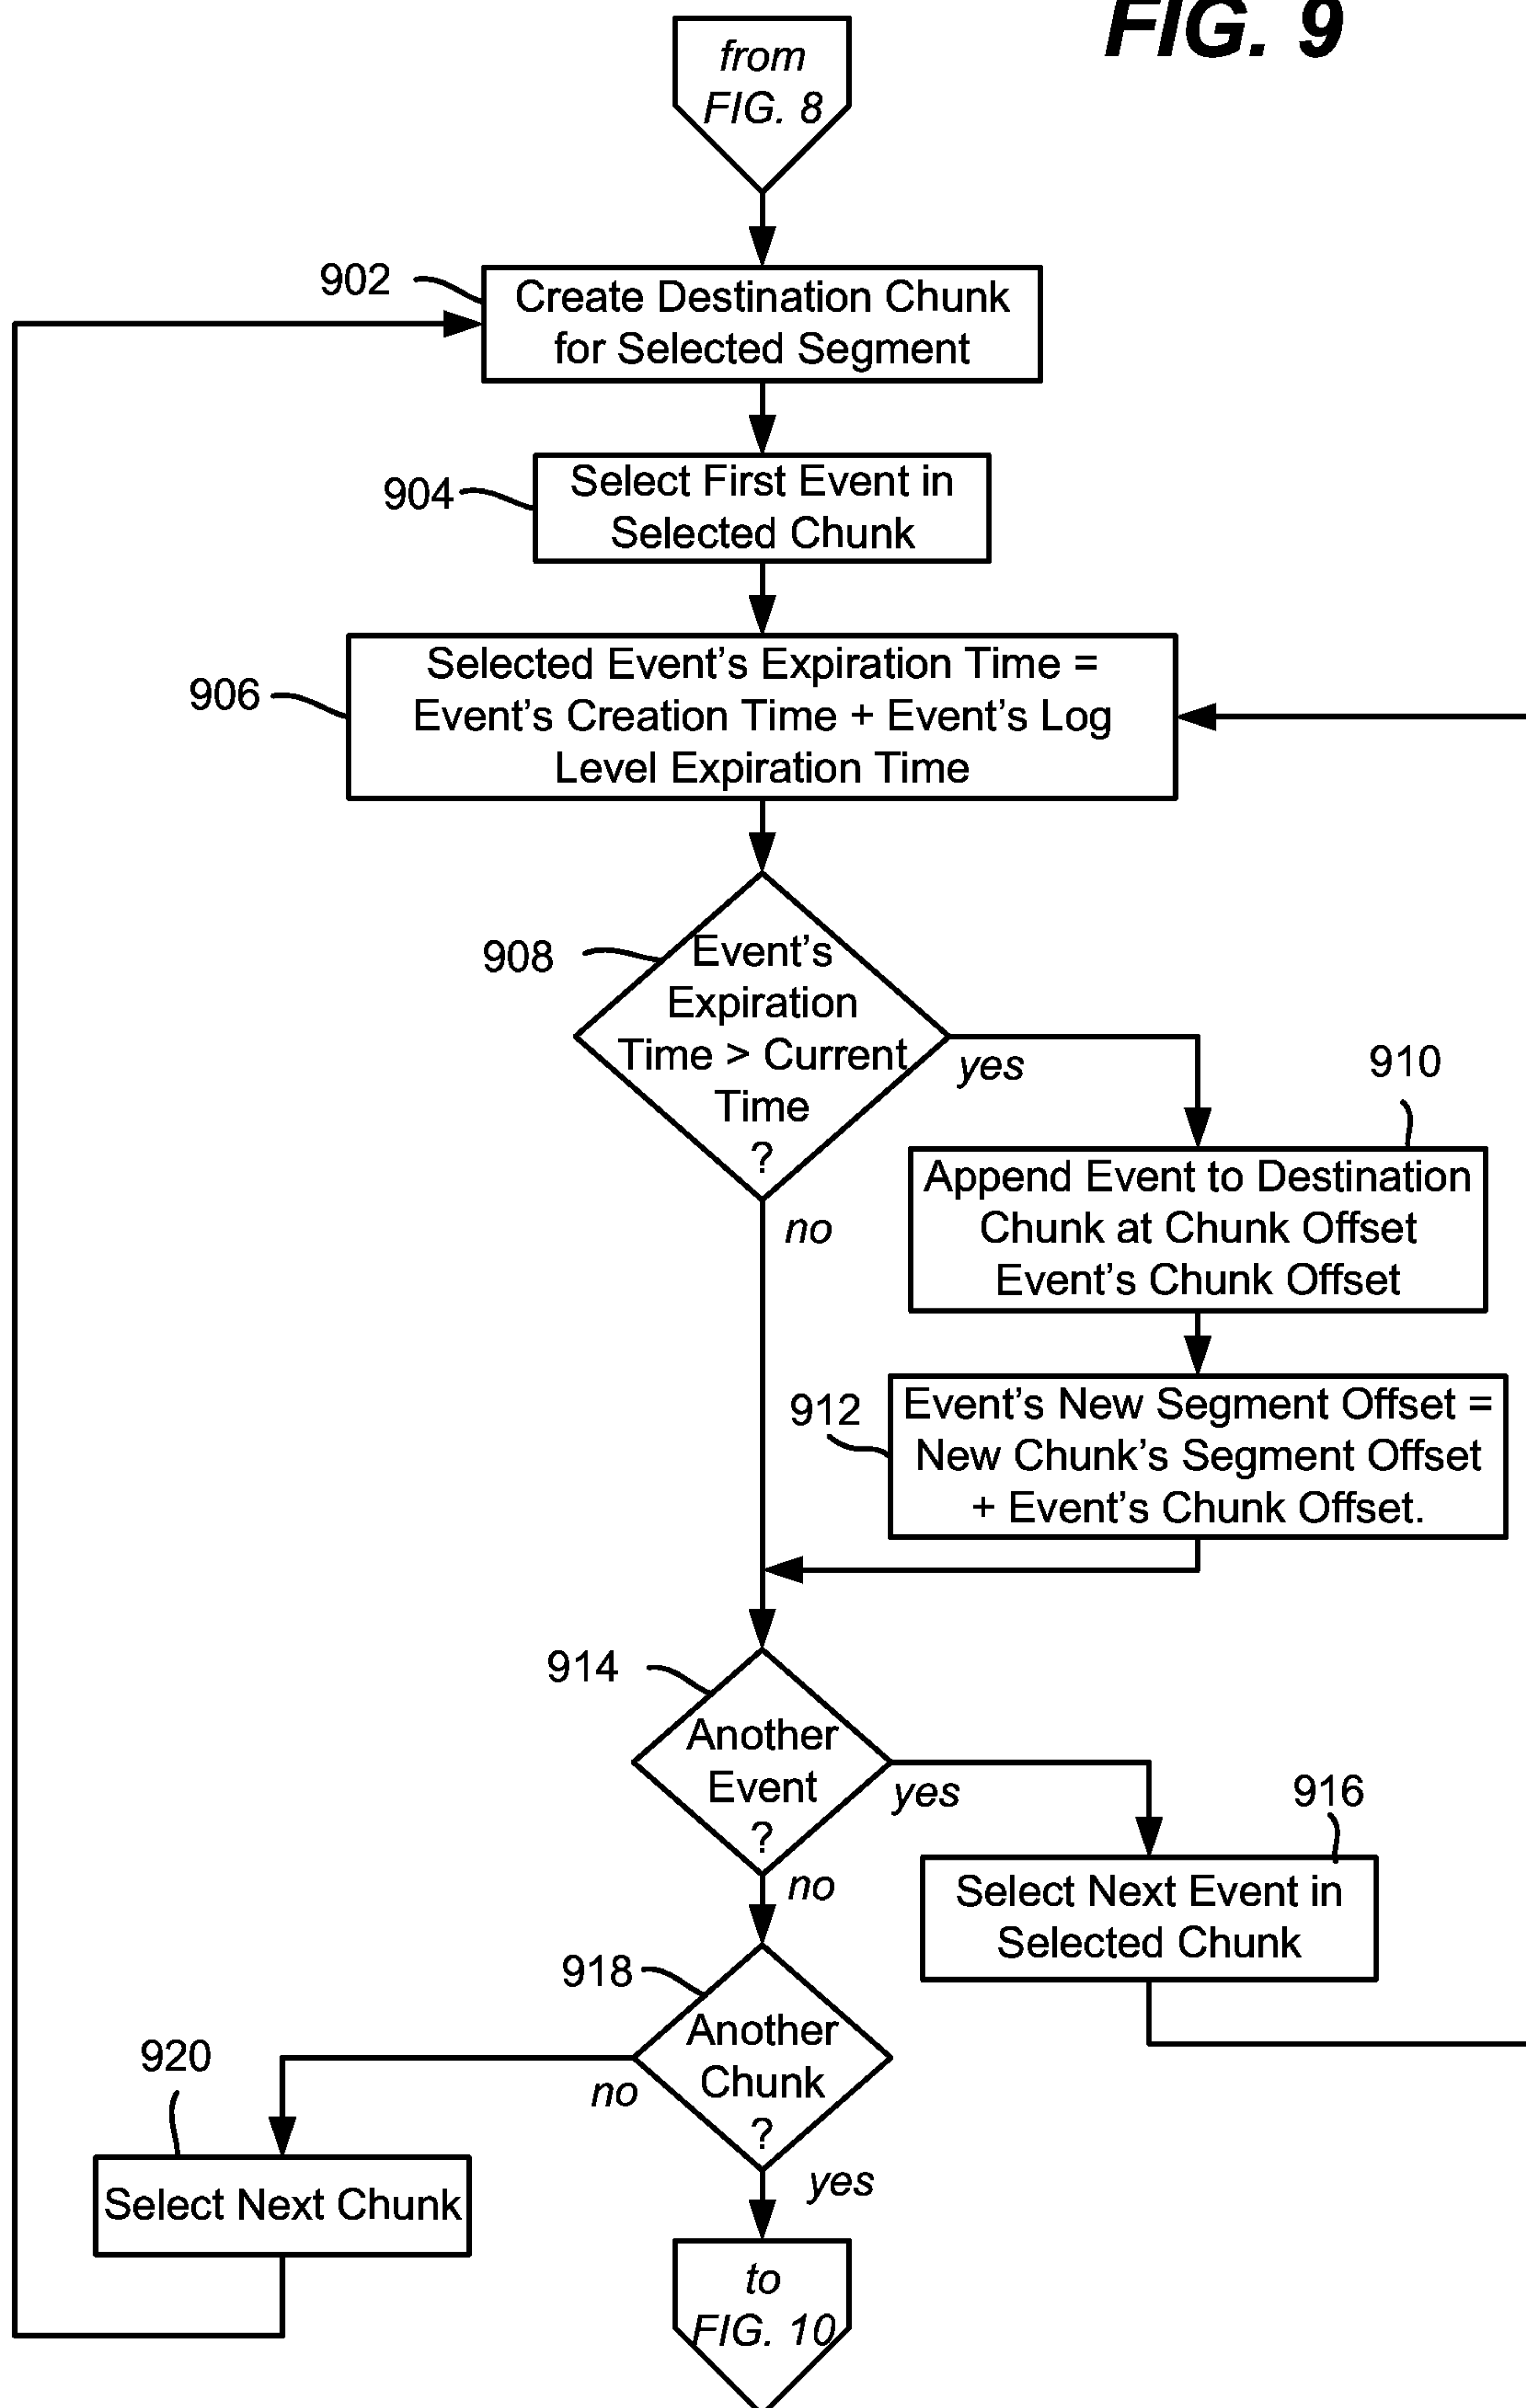 FIG. 9
from
FIG. 8
902
Create Destination Chunk
for Selected Segment
904
Select First Event in
Selected Chunk
906
Selected Event's Expiration Time =
Event's Creation Time + Event's Log
Level Expiration Time
908
Event's
Expiration
Time > Current
Time
?
yes
no
910
Append Event to Destination
Chunk at Chunk Offset
Event's Chunk Offset
912
Event's New Segment Offset =
New Chunk's Segment Offset
+ Event's Chunk Offset.
914
Another
Event
?
yes
no
916
Select Next Event in
Selected Chunk
918
Another
Chunk
?
no
yes
920
Select Next Chunk
to
FIG. 10